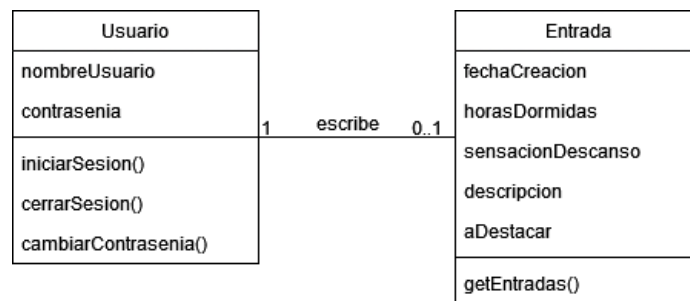 Usuario
nombreUsuario
contrasenia
iniciarSesion()
cerrarSesion()
cambiarContrasenia()
1 escribe 0..1
Entrada
fechaCreacion
horasDormidas
sensacionDescanso
descripcion
aDestacar
getEntradas()